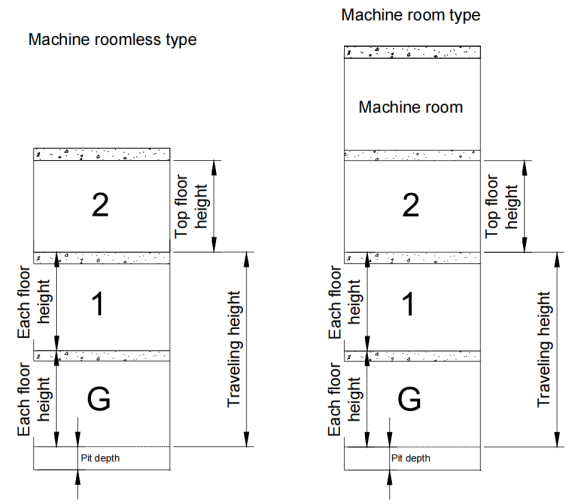 Machine roomless type
2
Top floor
height
1
Each floor
height
Traveling height
G
Each floor
height
Pit depth
Machine room type
Machine room
2
Top floor
height
1
Each floor
height
Traveling height
G
Each floor
height
Pit depth